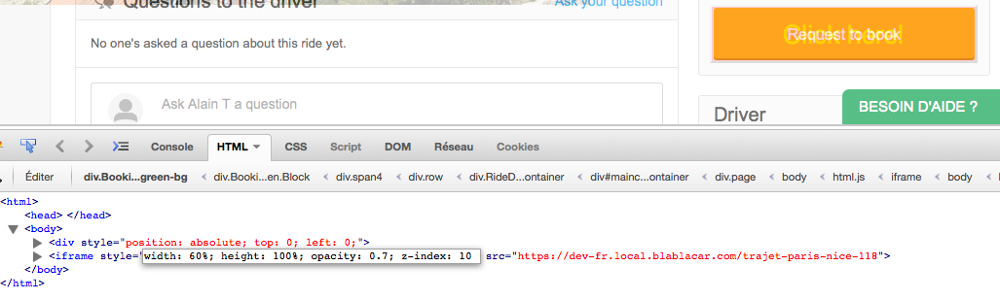 Questions to the driver
Ask your question
No one's asked a question about this ride yet.
Ask Alain T a question
Click here!
Request to book
Driver
BESOIN D'AIDE ?
Console HTML CSS Script DOM Réseau Cookies
Éditer div.Booki...green-bg div.Booki...en.Block div.span4 div.row div.RideD...ontainer div#mainc...ontainer div.page body html.js iframe body
<html>
<head> </head>
<body>
<div style="position: absolute; top: 0; left: 0;">
<iframe style="width: 60%; height: 100%; opacity: 0.7; z-index: 10 src="https://dev-fr.local.blablacar.com/trajet-paris-nice-118">
</body>
</html>